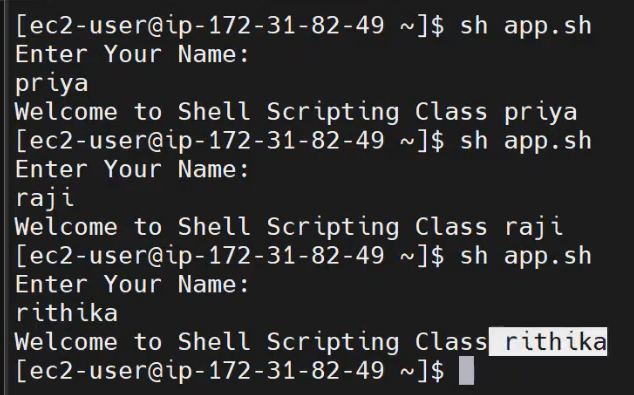 [ec2-user@ip-172-31-82-49 ~]$ sh app.sh
Enter Your Name:
priya
Welcome to Shell Scripting Class priya
[ec2-user@ip-172-31-82-49 ~]$ sh app.sh
Enter Your Name:
raji
Welcome to Shell Scripting Class raji
[ec2-user@ip-172-31-82-49 ~]$ sh app.sh
Enter Your Name:
rithika
Welcome to Shell Scripting Class rithika
[ec2-user@ip-172-31-82-49 ~]$